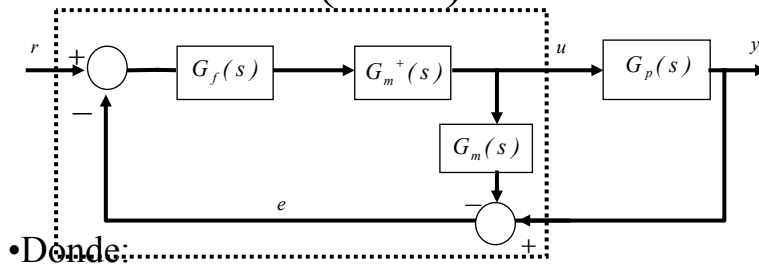 ( )
r + G_f(s) G_m^+(s) u G_p(s) y
−
G_m(s)
e −
+
•Donde: